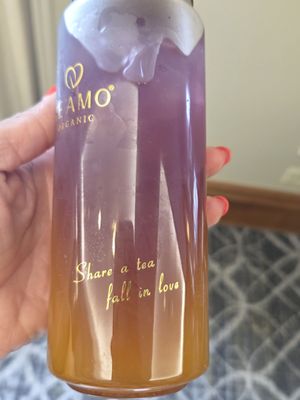 AMO®
ORGANIC
Share a tea
fall in love